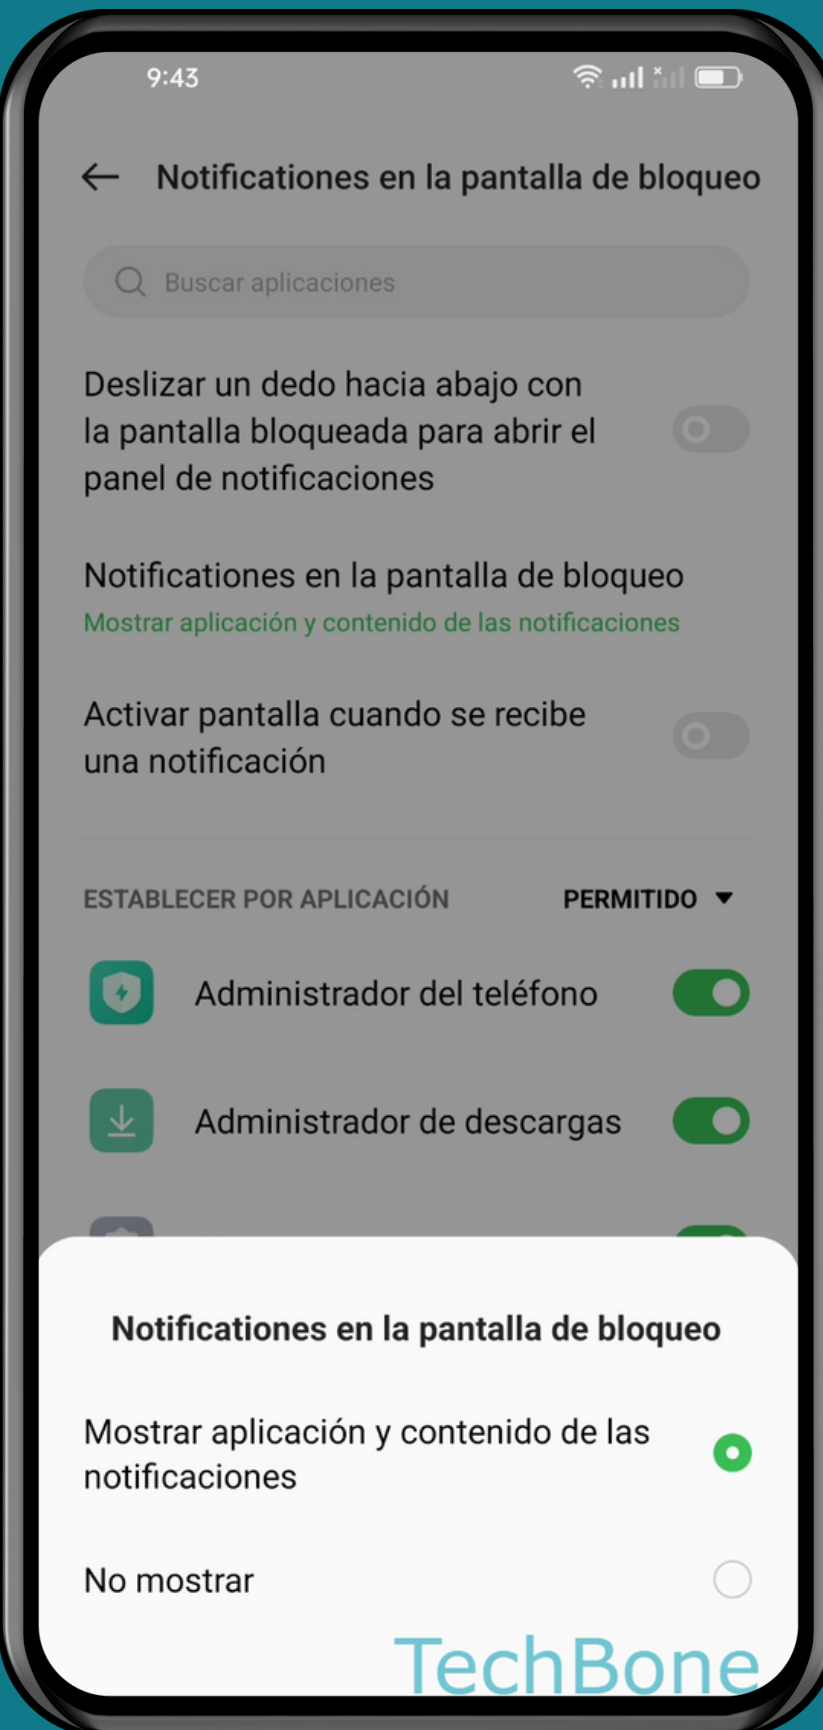 9:43
Notificationes en la pantalla de bloqueo
Buscar aplicaciones
Deslizar un dedo hacia abajo con
la pantalla bloqueada para abrir el
panel de notificaciones
Notificationes en la pantalla de bloqueo
Mostrar aplicación y contenido de las notificaciones
Activar pantalla cuando se recibe
una notificación
ESTABLECER POR APLICACIÓN PERMITIDO
Administrador del teléfono
Administrador de descargas
Notificationes en la pantalla de bloqueo
Mostrar aplicación y contenido de las
notificaciones
No mostrar
TechBone